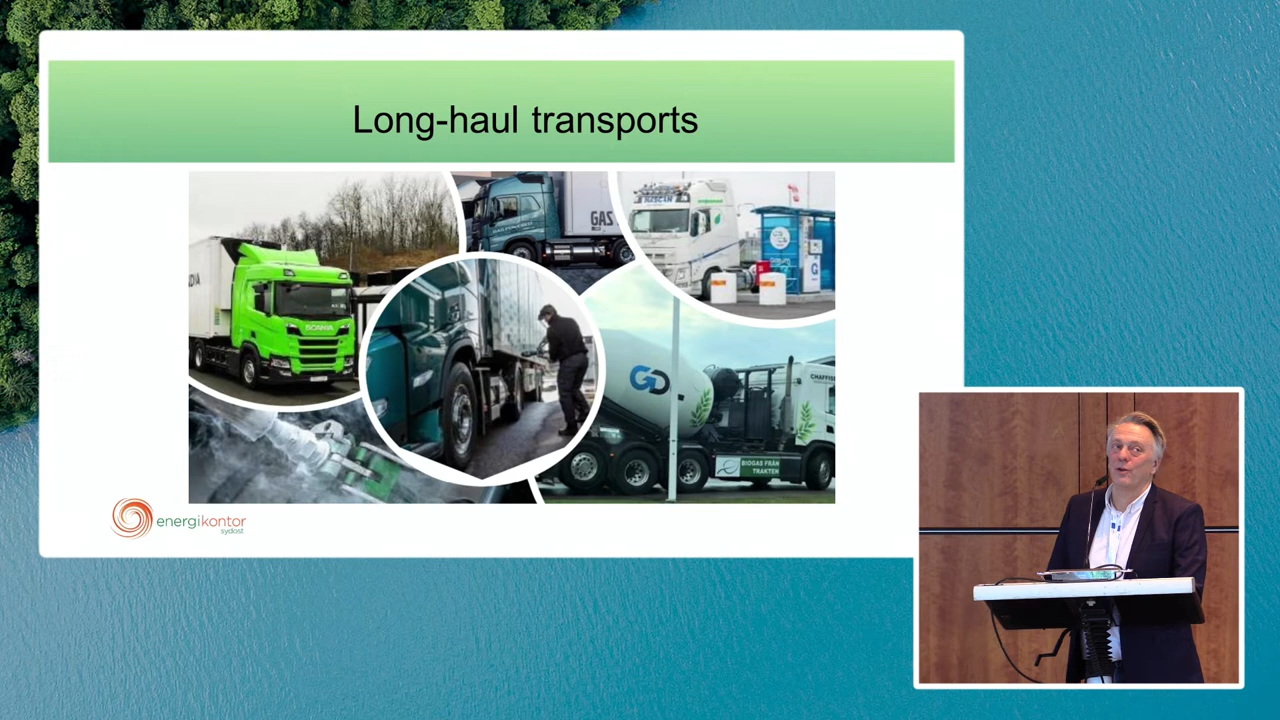 Long-haul transports
GAS
SCANIA
G
GD
BIOGAS FRÅN
TRAKTEN
energikontor
sydost